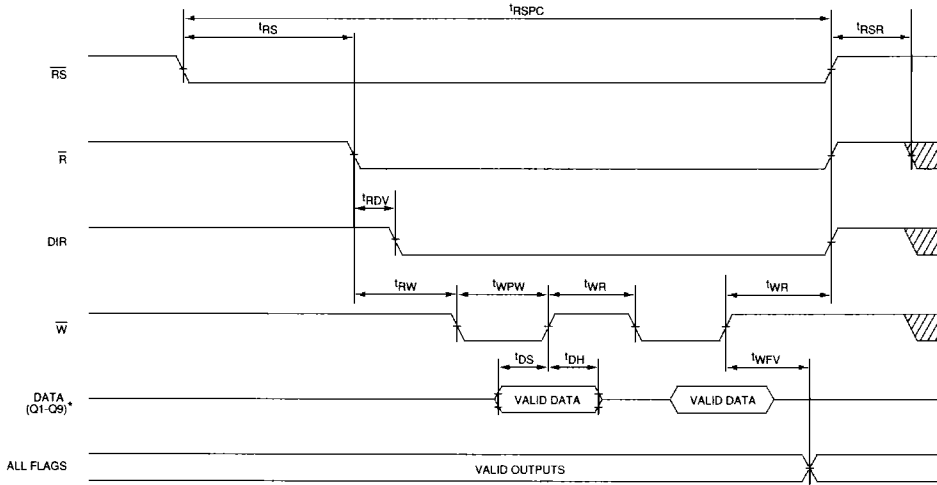 tRSPC
tRS
tRSR
RS
R
tRDV
DIR
tRW
tWPW
tWR
tWR
W
tDS
tDH
tWFV
DATA
(Q1-Q9)*
VALID DATA
VALID DATA
ALL FLAGS
VALID OUTPUTS